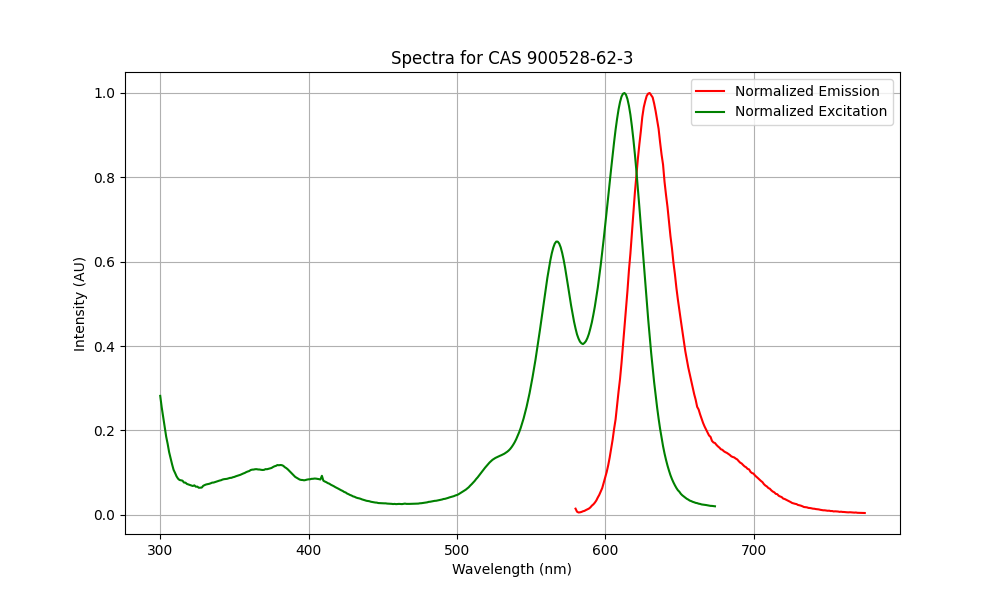 Spectra for CAS 900528-62-3
Normalized Emission
Normalized Excitation
1.0
0.8
0.6
0.4
0.2
0.0
Intensity (AU)
300 400 500 600 700
Wavelength (nm)